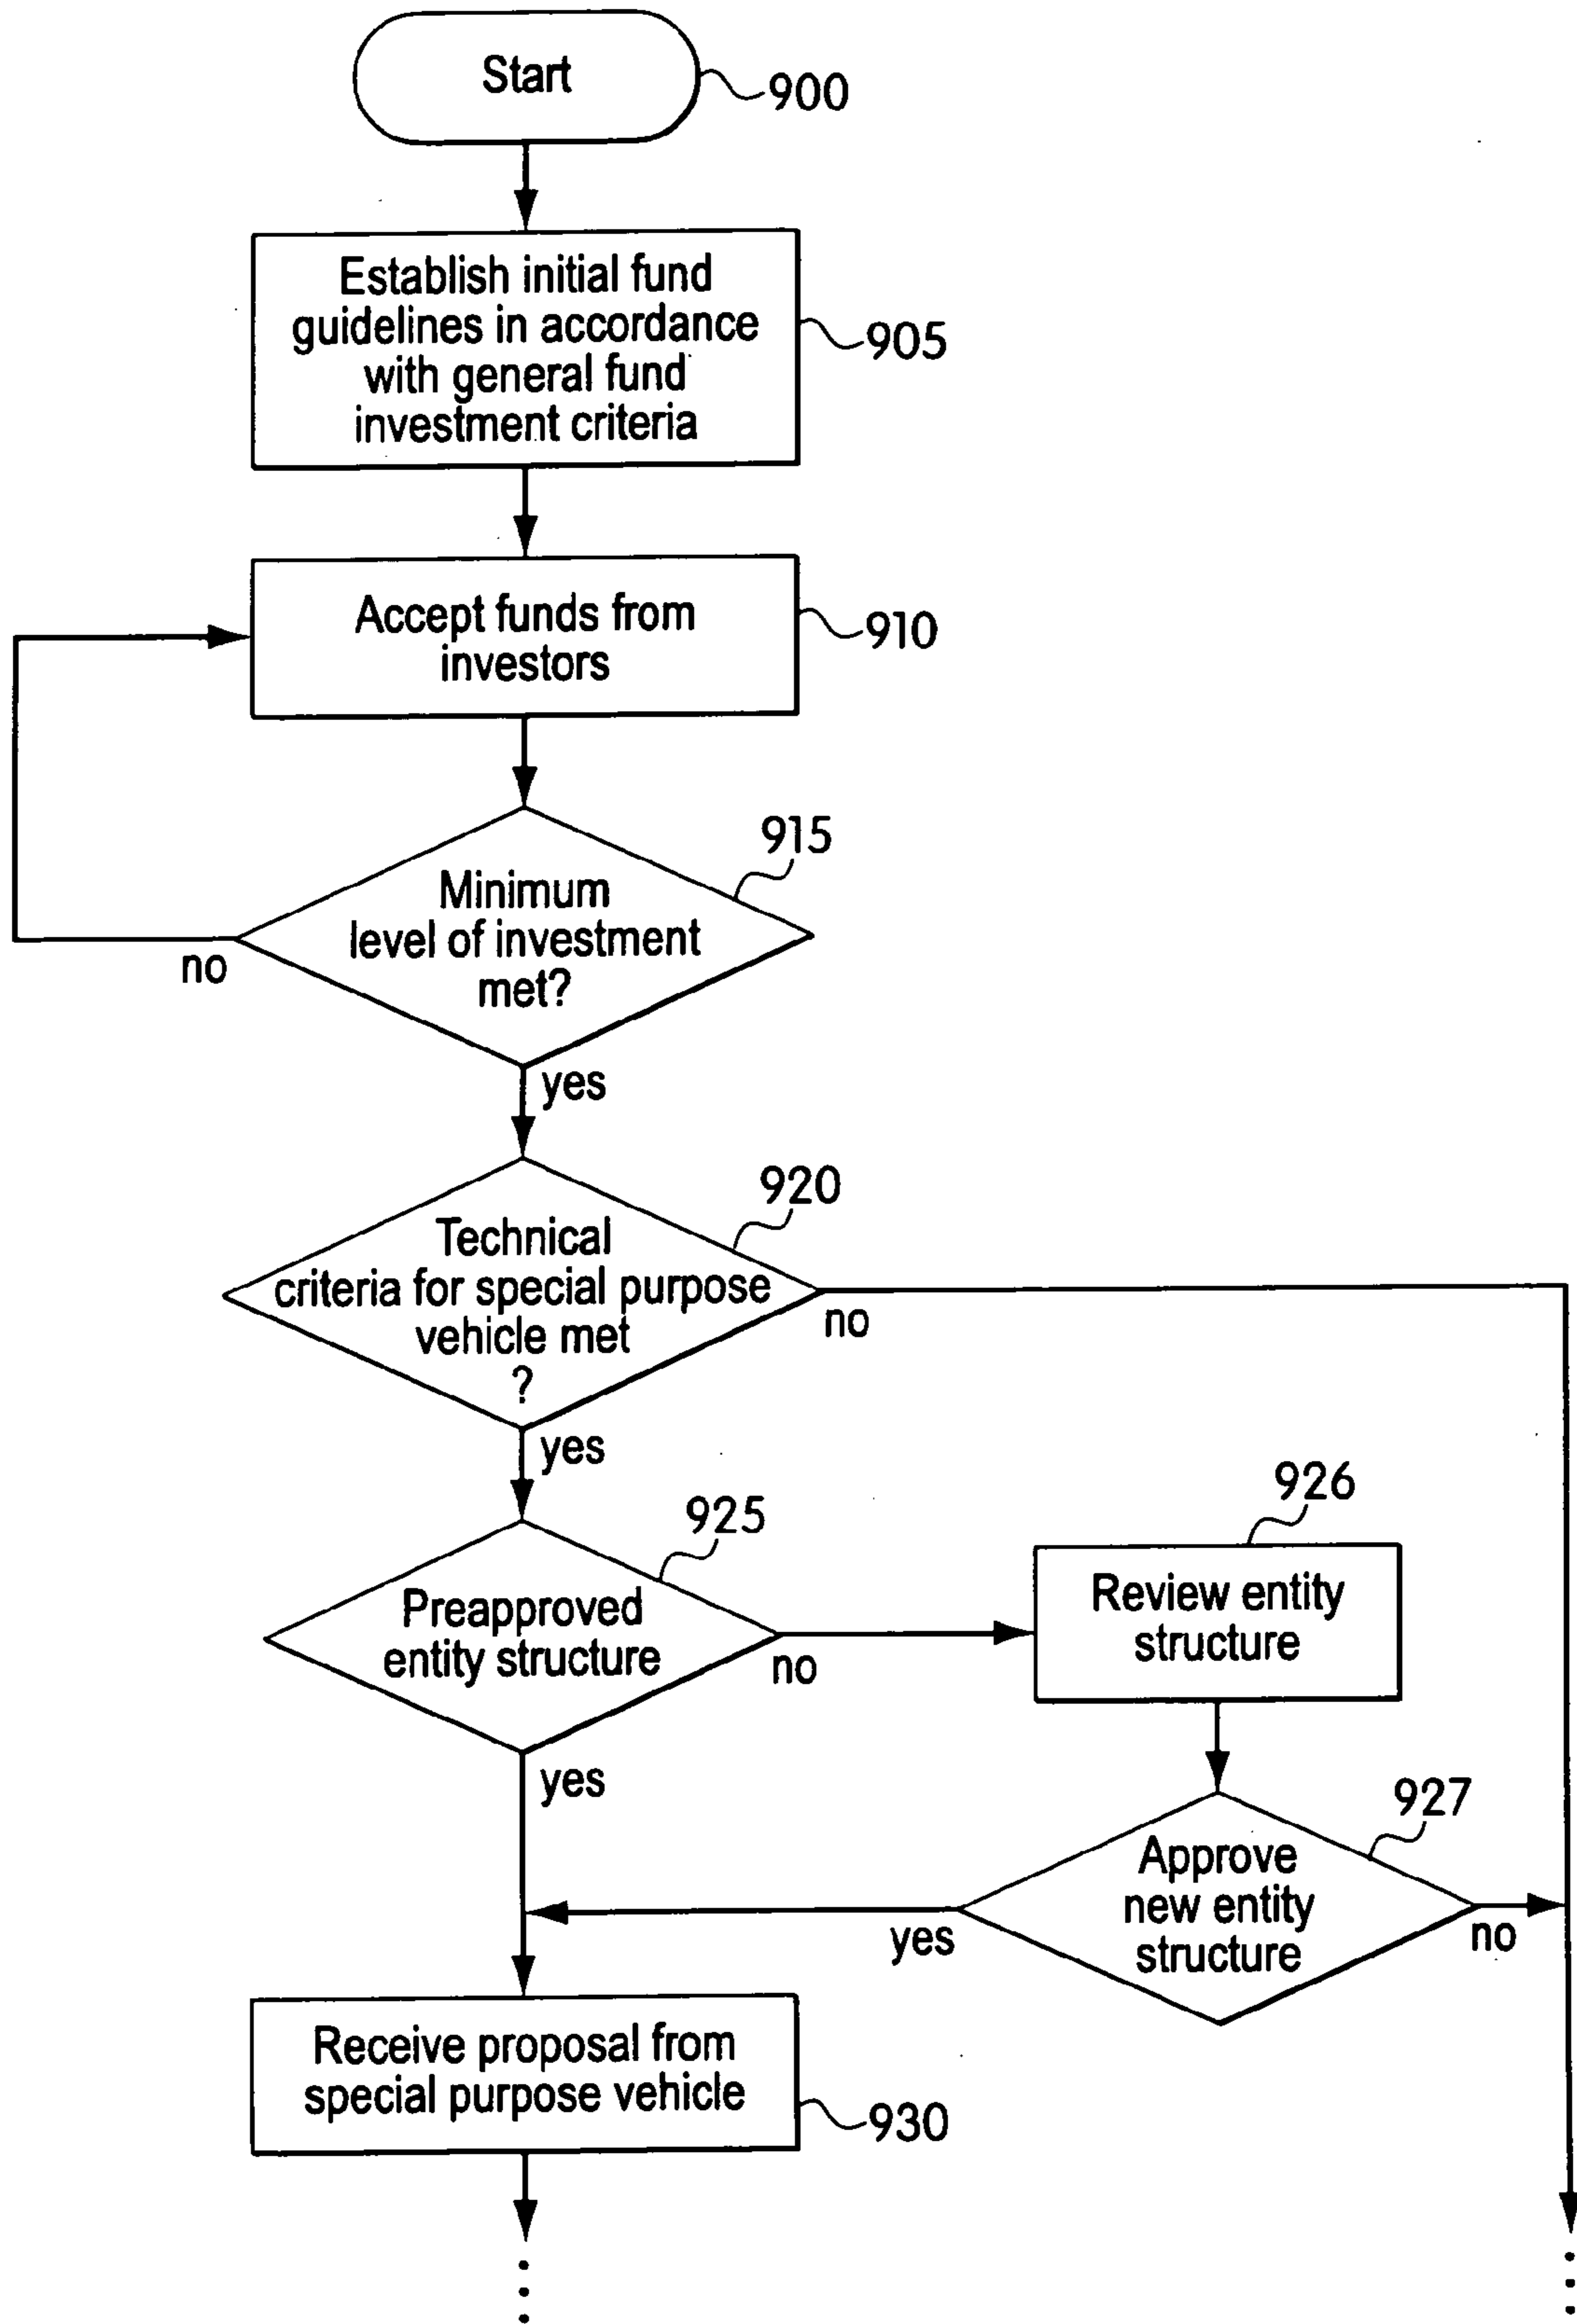 Start
900
Establish initial fund
guidelines in accordance
with general fund
investment criteria
905
Accept funds from
investors
910
915
Minimum
level of investment
met?
no
yes
920
Technical
criteria for special purpose
vehicle met
?
no
yes
925
Preapproved
entity structure
no
yes
926
Review entity
structure
927
Approve
new entity
structure
yes
no
Receive proposal from
special purpose vehicle
930